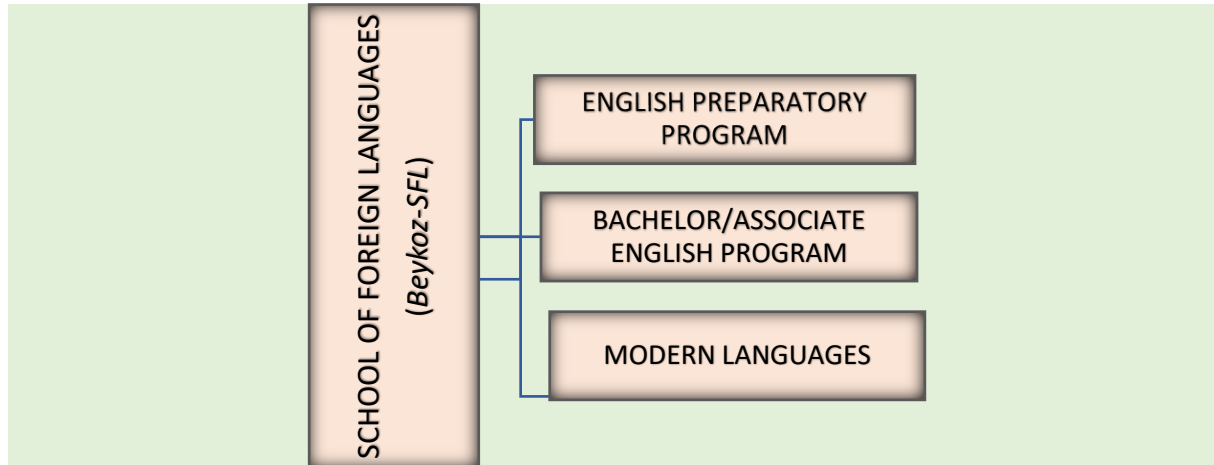 SCHOOL OF FOREIGN LANGUAGES
(Beykoz-SFL)
ENGLISH PREPARATORY
PROGRAM
BACHELOR/ASSOCIATE
ENGLISH PROGRAM
MODERN LANGUAGES